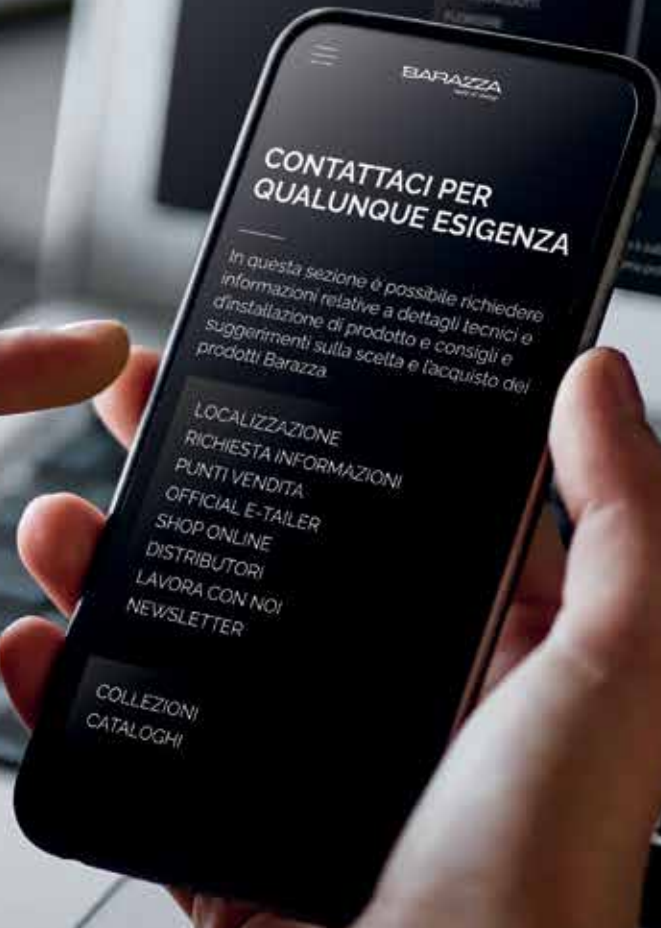 BARAZZA
CONTATTACI PER
QUALUNQUE ESIGENZA
In questa sezione è possibile richiedere
informazioni relative a dettagli tecnici e
d'installazione di prodotto e consigli e
suggerimenti sulla scelta e l'acquisto dei
prodotti Barazza
LOCALIZZAZIONE
RICHIESTA INFORMAZIONI
PUNTI VENDITA
OFFICIAL E-TAILER
SHOP ONLINE
DISTRIBUTORI
LAVORA CON NOI
NEWSLETTER
COLLEZIONI
CATALOGHI